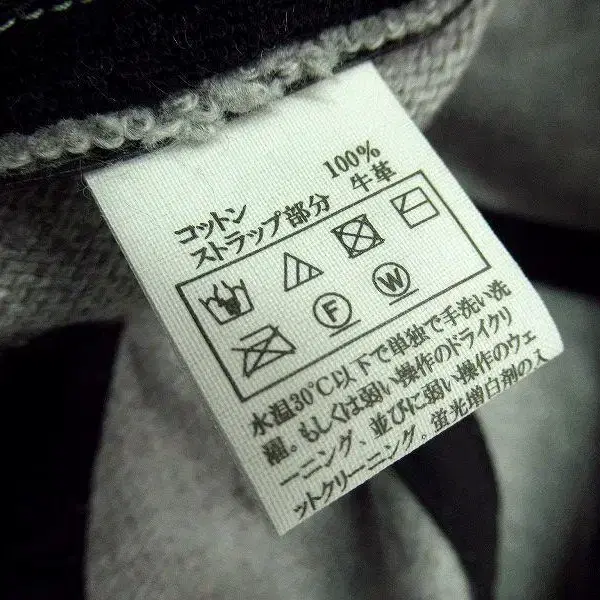 コットン 100%
ストラップ部分 牛革
F W
水温30℃以下で単独で手洗い洗
濯。もしくは弱い操作のドライクリ
ーニング、並びに弱い操作のウェ
ットクリーニング。蛍光増白剤の入